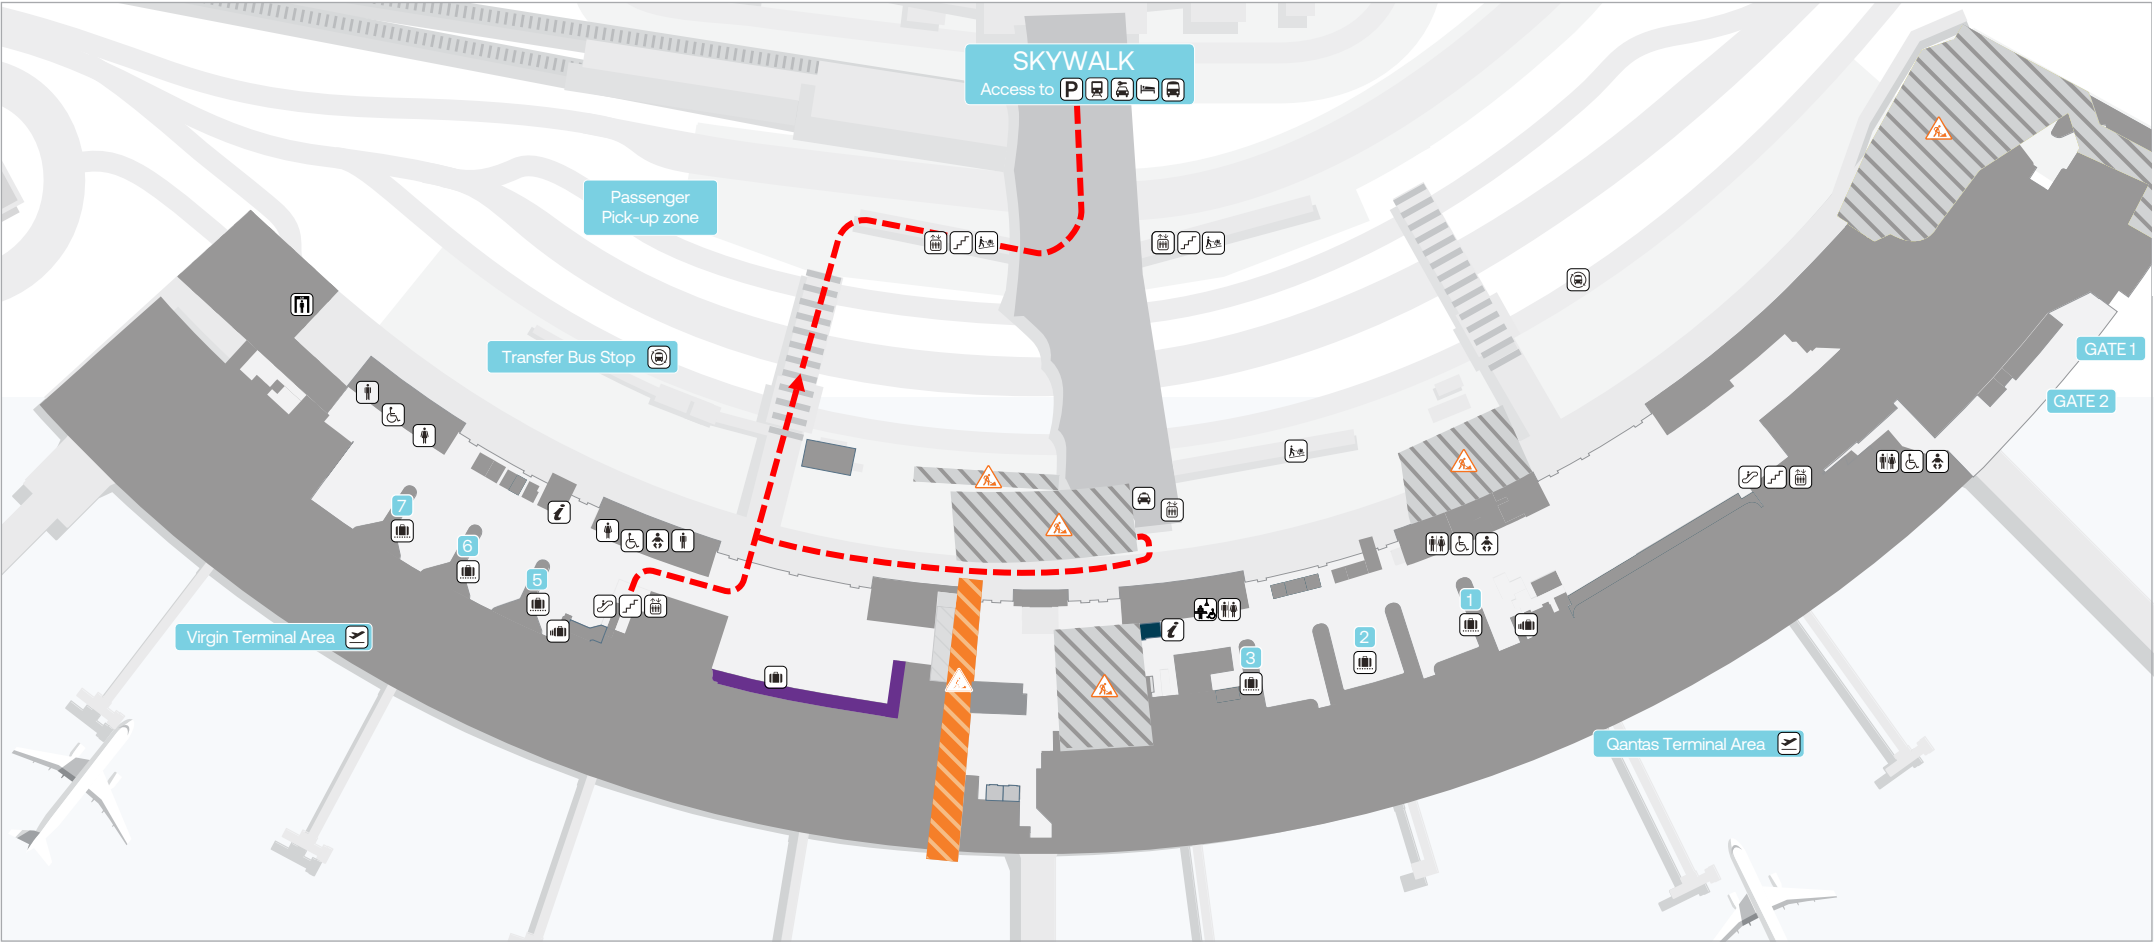 SKYWALK
Access to P
Passenger
Pick-up zone
Transfer Bus Stop
GATE 1
GATE 2
7
6
5
i
i
1
2
3
Virgin Terminal Area
Qantas Terminal Area